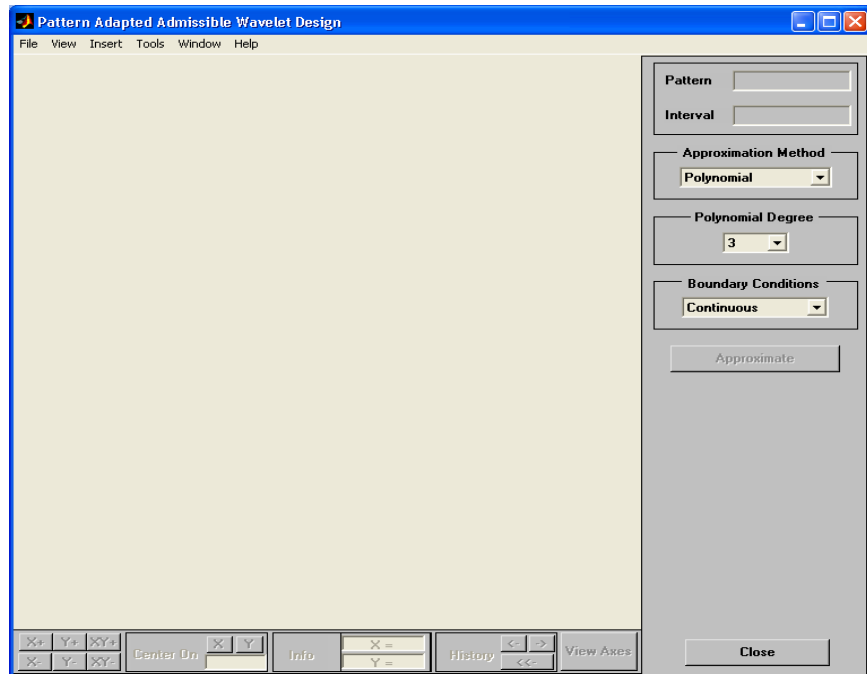 Pattern Adapted Admissible Wavelet Design
File View Insert Tools Window Help
Pattern
Interval
Approximation Method
Polynomial
Polynomial Degree
3
Boundary Conditions
Continuous
Approximate
X+ Y+ XY+
X- Y- XY-
Center On X Y
Info X =
Y =
History <- ->
<<-
View Axes
Close